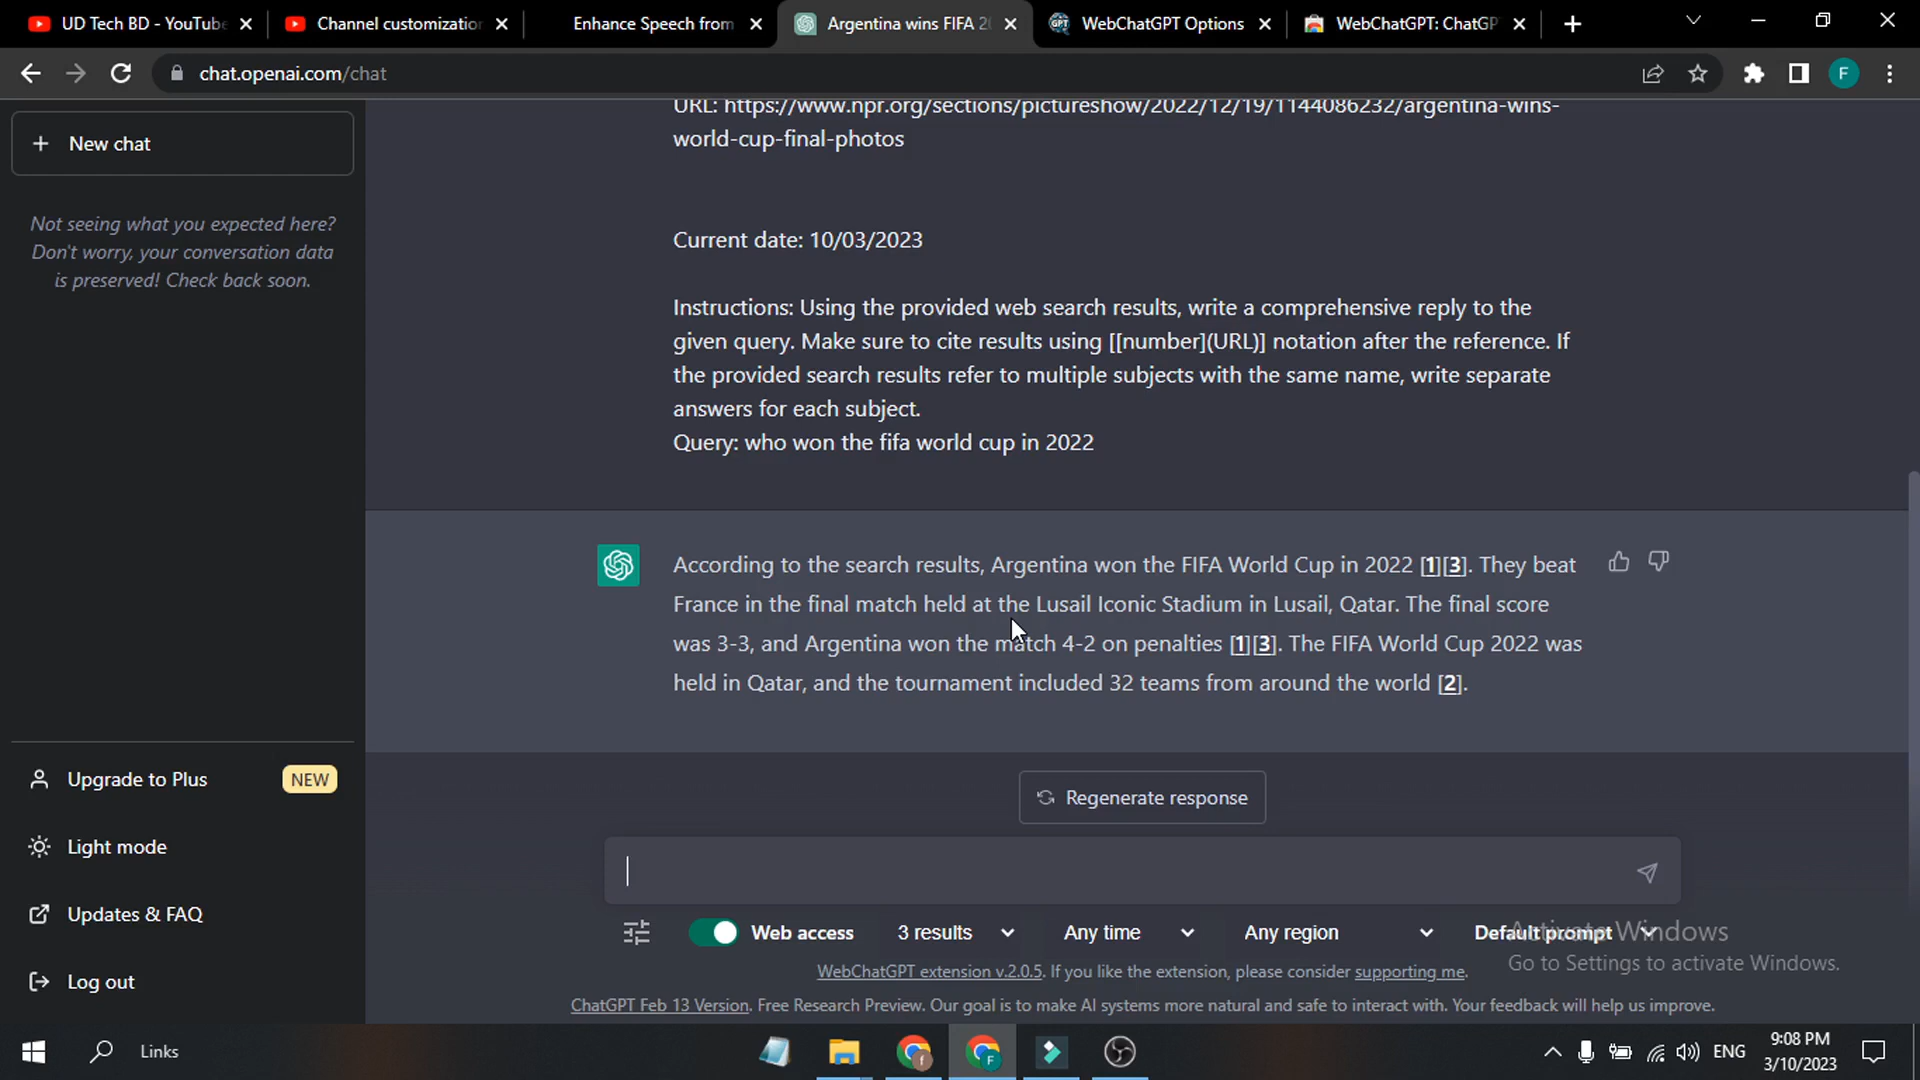 UD Tech BD - YouTube
Channel customization
Enhance Speech from
Argentina wins FIFA 2
WebChatGPT Options
WebChatGPT: ChatGP
chat.openai.com/chat
F
New chat
Not seeing what you expected here?
Don't worry, your conversation data
is preserved! Check back soon.
Upgrade to Plus
NEW
Light mode
Updates & FAQ
Log out
URL: https://www.npr.org/sections/pictureshow/2022/12/19/1144086232/argentina-wins-
world-cup-final-photos
Current date: 10/03/2023
Instructions: Using the provided web search results, write a comprehensive reply to the
given query. Make sure to cite results using [[number](URL)] notation after the reference. If
the provided search results refer to multiple subjects with the same name, write separate
answers for each subject.
Query: who won the fifa world cup in 2022
According to the search results, Argentina won the FIFA World Cup in 2022 [1][3]. They beat
France in the final match held at the Lusail Iconic Stadium in Lusail, Qatar. The final score
was 3-3, and Argentina won the match 4-2 on penalties [1][3]. The FIFA World Cup 2022 was
held in Qatar, and the tournament included 32 teams from around the world [2].
Regenerate response
Web access
3 results
Any time
Any region
Default prompt
Activate Windows
Go to Settings to activate Windows.
WebChatGPT extension v.2.0.5. If you like the extension, please consider supporting me.
ChatGPT Feb 13 Version. Free Research Preview. Our goal is to make AI systems more natural and safe to interact with. Your feedback will help us improve.
Links
f
F
ENG
9:08 PM
3/10/2023